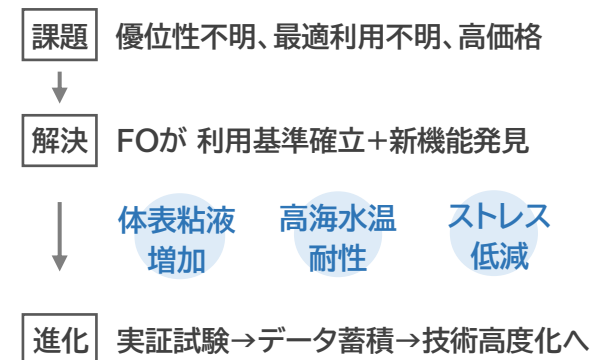 課題 優位性不明、最適利用不明、高価格
解決 FOが 利用基準確立＋新機能発見
体表粘液 高海水温 ストレス
増加 耐性 低減
進化 実証試験→データ蓄積→技術高度化へ